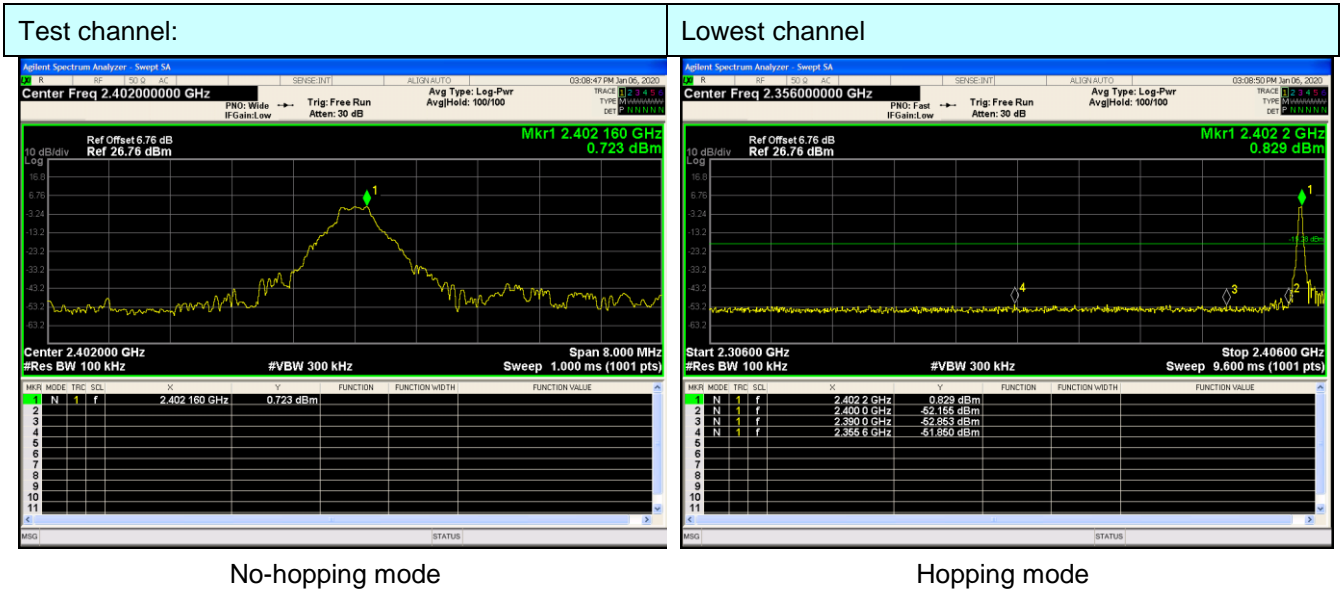 Test channel: Lowest channel
Agilent Spectrum Analyzer - Swept SA
R RF 50 Ω AC SENSE:INT ALIGN AUTO 03:08:47 PM Jan 06, 2020
Center Freq 2.402000000 GHz Avg Type: Log-Pwr TRACE 1 2 3 4 5 6
PNO: Wide Trig: Free Run Avg|Hold: 100/100 TYPE M
IFGain:Low Atten: 30 dB DET P N N N N N
Mkr1 2.402 160 GHz
0.723 dBm
Ref Offset 6.76 dB
10 dB/div Ref 26.76 dBm
Log
16.8
6.76
-3.24
-13.2
-23.2
-33.2
-43.2
-53.2
-63.2
1
Center 2.402000 GHz Span 8.000 MHz
#Res BW 100 kHz #VBW 300 kHz Sweep 1.000 ms (1001 pts)
MKR MODE TRC SCL X Y FUNCTION FUNCTION WIDTH FUNCTION VALUE
1 N 1 f 2.402 160 GHz 0.723 dBm
2
3
4
5
6
7
8
9
10
11
MSG STATUS
Agilent Spectrum Analyzer - Swept SA
R RF 50 Ω AC SENSE:INT ALIGN AUTO 03:08:50 PM Jan 06, 2020
Center Freq 2.356000000 GHz Avg Type: Log-Pwr TRACE 1 2 3 4 5 6
PNO: Fast Trig: Free Run Avg|Hold: 100/100 TYPE M
IFGain:Low Atten: 30 dB DET P N N N N N
Mkr1 2.402 2 GHz
0.829 dBm
Ref Offset 6.76 dB
10 dB/div Ref 26.76 dBm
Log
16.8
6.76
-3.24
-13.2
-23.2
-33.2
-43.2
-53.2
-63.2
1
4 3 2
Start 2.30600 GHz Stop 2.40600 GHz
#Res BW 100 kHz #VBW 300 kHz Sweep 9.600 ms (1001 pts)
MKR MODE TRC SCL X Y FUNCTION FUNCTION WIDTH FUNCTION VALUE
1 N 1 f 2.402 2 GHz 0.829 dBm
2 N 1 f 2.400 0 GHz -52.155 dBm
3 N 1 f 2.390 0 GHz -52.853 dBm
4 N 1 f 2.355 6 GHz -51.850 dBm
5
6
7
8
9
10
11
MSG STATUS
No-hopping mode Hopping mode